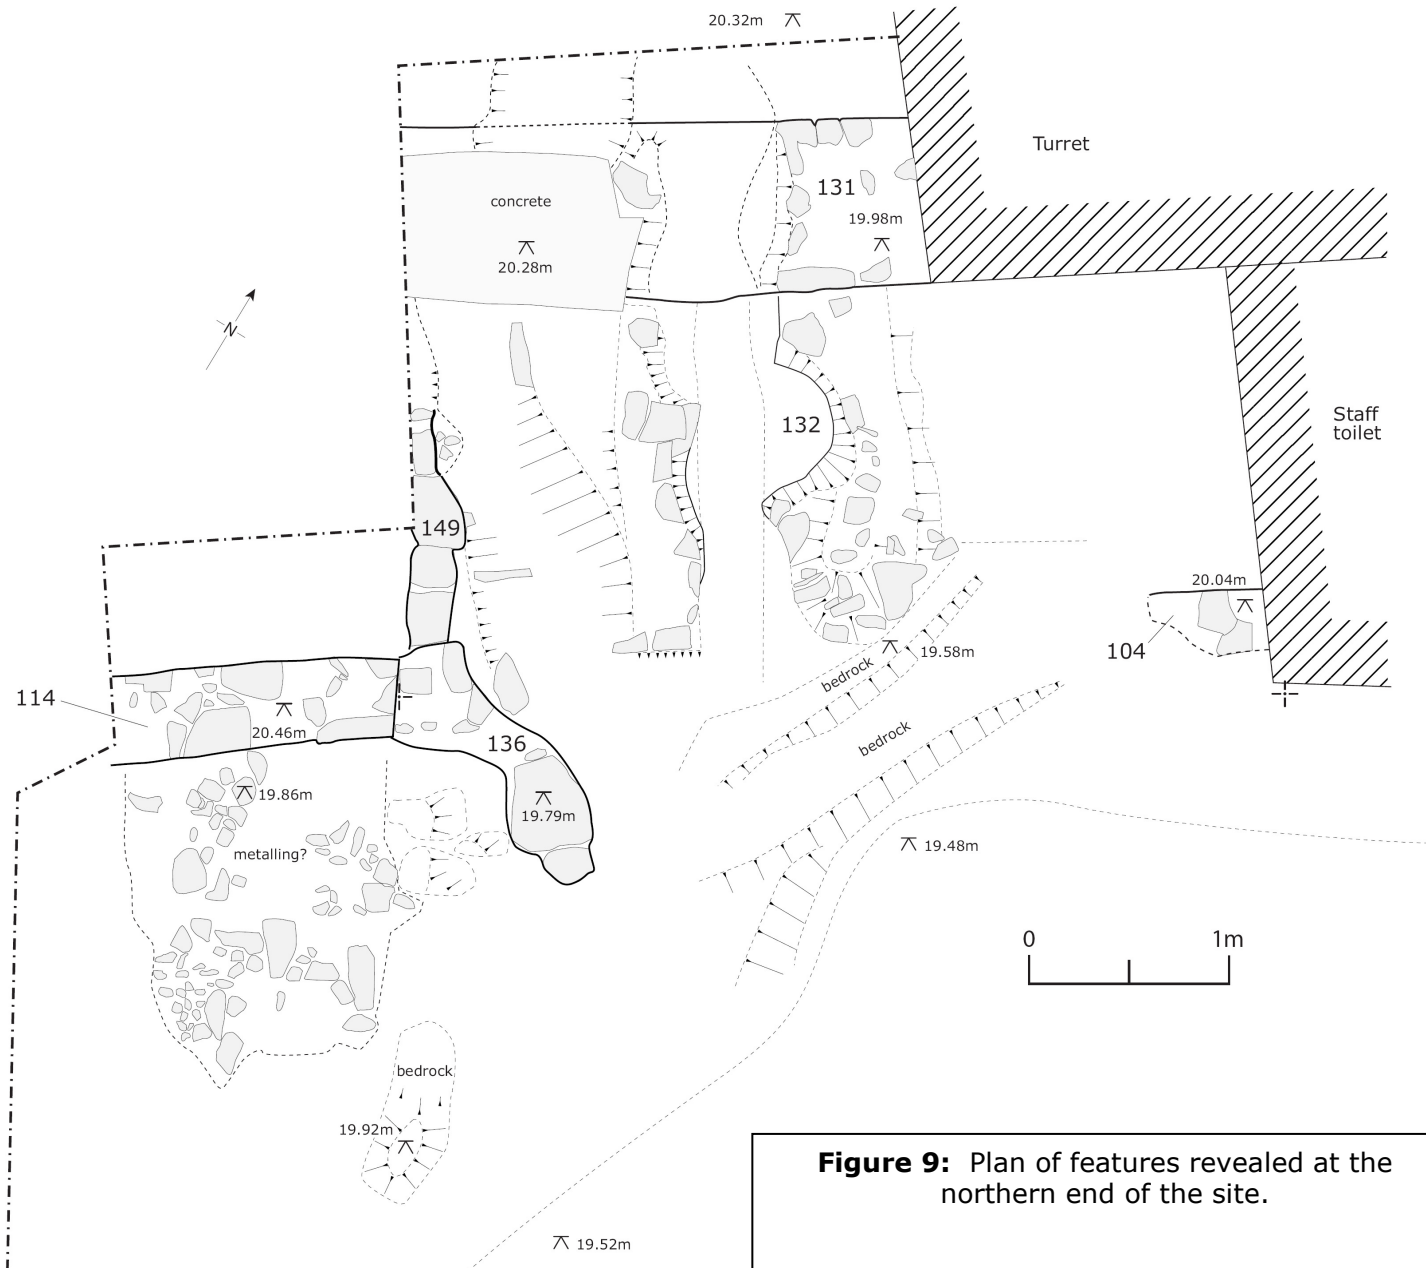 20.32m
Turret
131
concrete
19.98m
20.28m
N
Staff
toilet
132
149
20.04m
104
19.58m
bedrock
114
20.46m
136
bedrock
19.86m
19.79m
metalling?
19.48m
0 1m
bedrock
19.92m
Figure 9: Plan of features revealed at the
northern end of the site.
19.52m